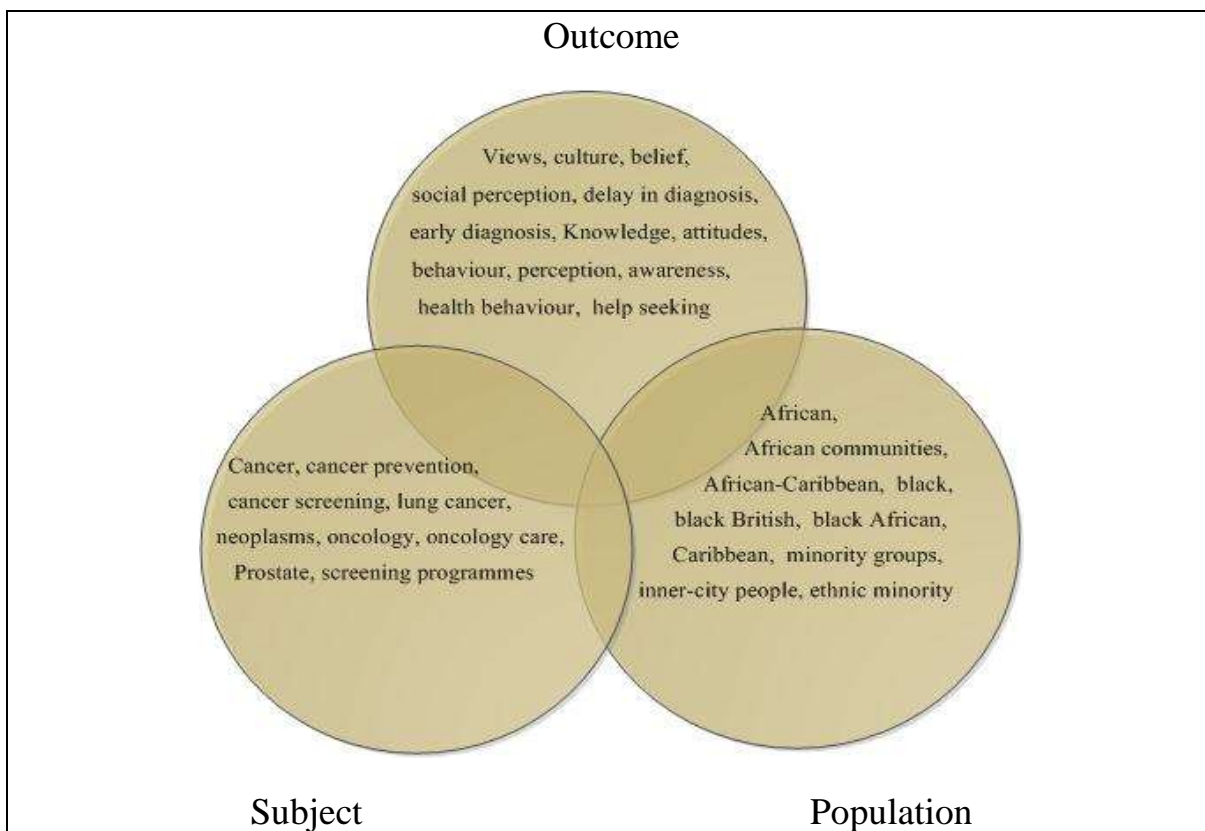 Outcome
Views, culture, belief,
social perception, delay in diagnosis,
early diagnosis, Knowledge, attitudes,
behaviour, perception, awareness,
health behaviour, help seeking
Cancer, cancer prevention,
cancer screening, lung cancer,
neoplasms, oncology, oncology care,
Prostate, screening programmes
African,
African communities,
African-Caribbean, black,
black British, black African,
Caribbean, minority groups,
inner-city people, ethnic minority
Subject
Population